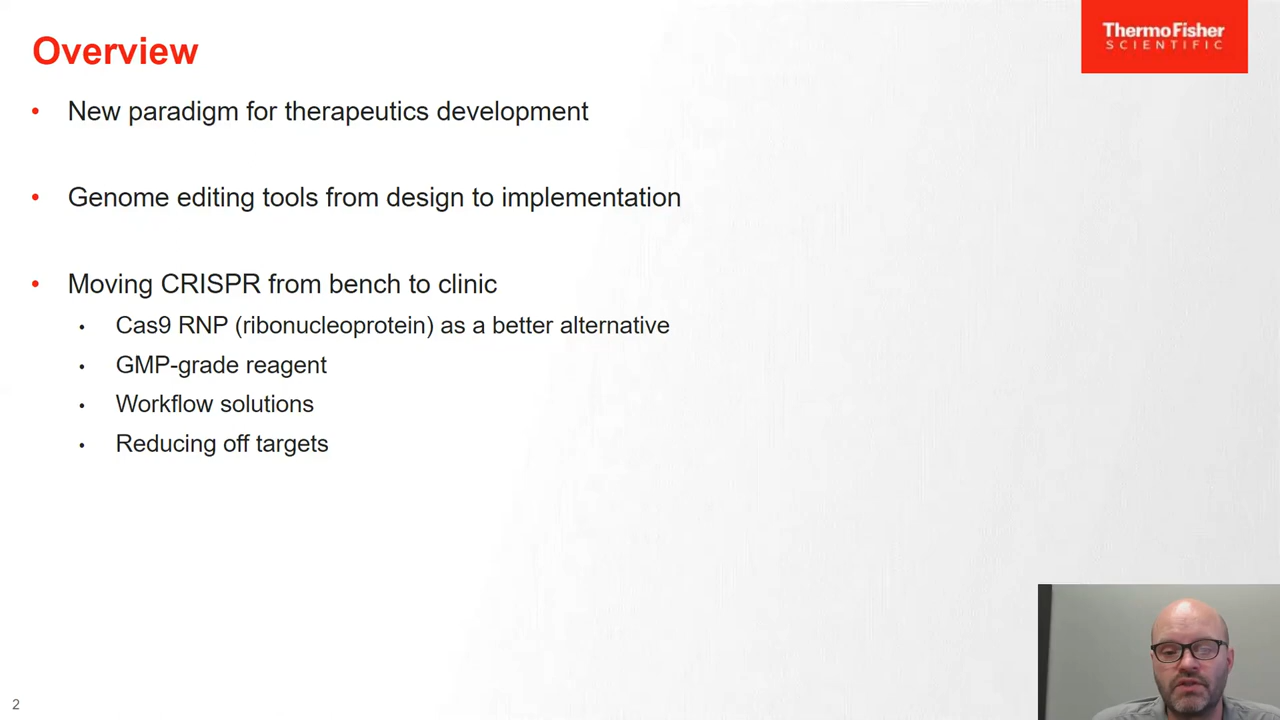 Overview
ThermoFisher
SCIENTIFIC
• New paradigm for therapeutics development
• Genome editing tools from design to implementation
• Moving CRISPR from bench to clinic
• Cas9 RNP (ribonucleoprotein) as a better alternative
• GMP-grade reagent
• Workflow solutions
• Reducing off targets
2